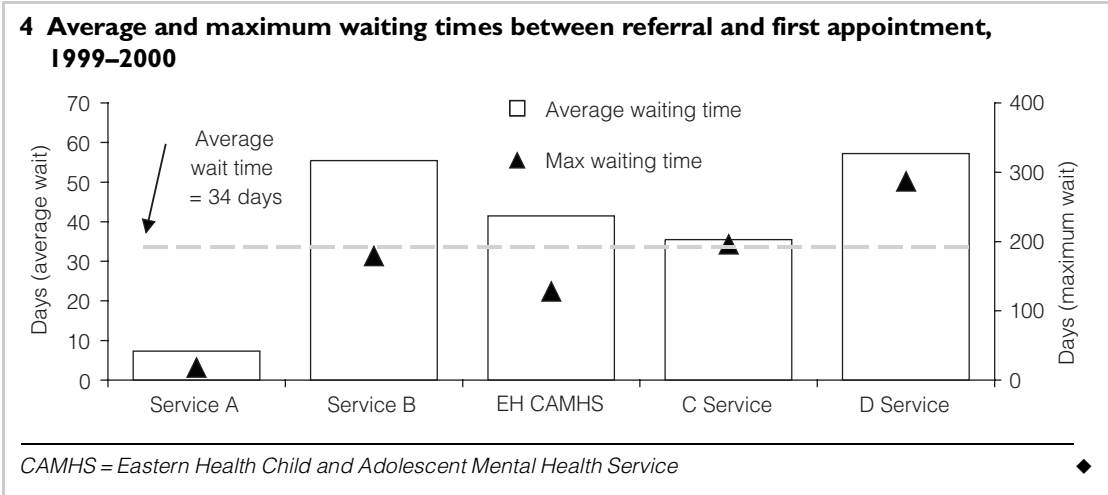 4 Average and maximum waiting times between referral and first appointment,
1999–2000
70
60
50
40
30
20
10
0
Days (average wait)
Average
wait time
= 34 days
Average waiting time
Max waiting time
400
300
200
100
0
Days (maximum wait)
Service A
Service B
EH CAMHS
C Service
D Service
CAMHS = Eastern Health Child and Adolescent Mental Health Service